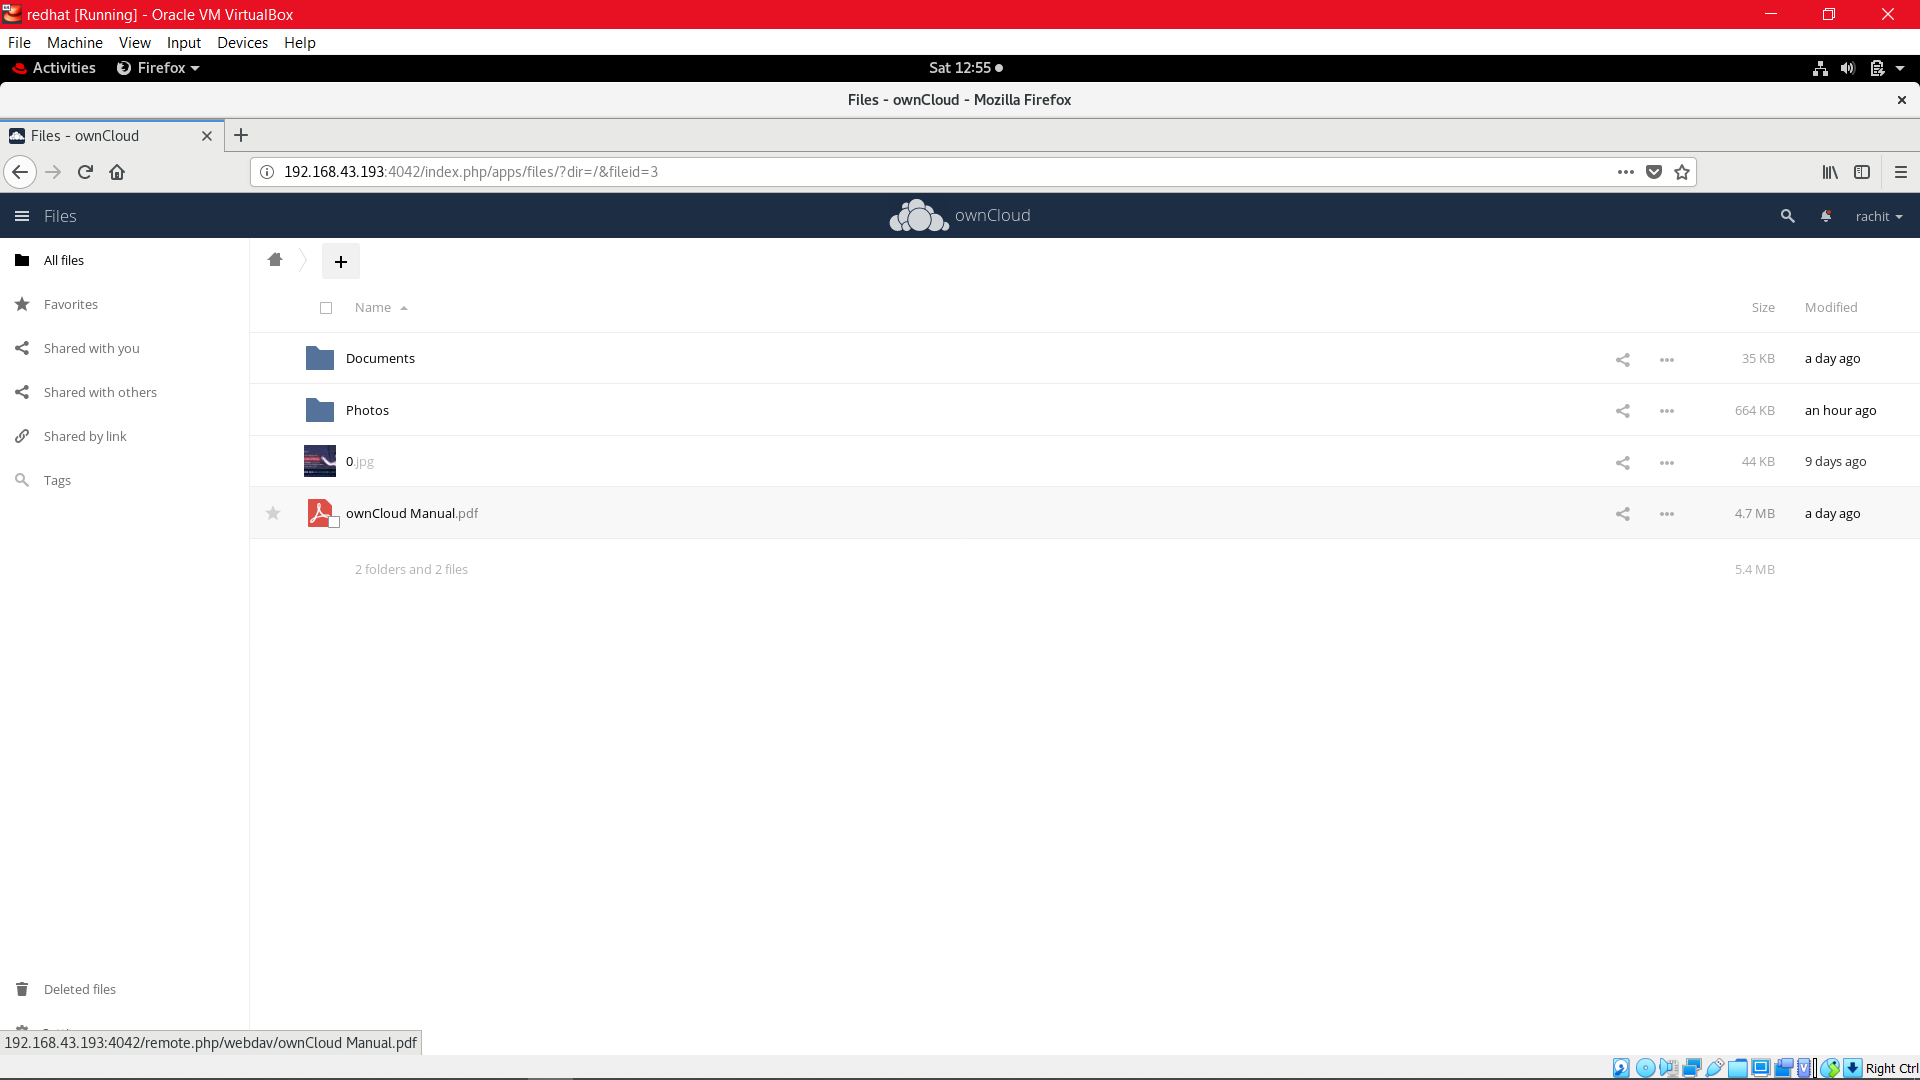 redhat [Running] - Oracle VM VirtualBox
File Machine View Input Devices Help
Activities Firefox Sat 12:55
Files - ownCloud - Mozilla Firefox
Files - ownCloud
192.168.43.193:4042/index.php/apps/files/?dir=/&fileid=3
Files ownCloud rachit
All files
Favorites
Shared with you
Shared with others
Shared by link
Tags
Name Size Modified
Documents 35 KB a day ago
Photos 664 KB an hour ago
0.jpg 44 KB 9 days ago
ownCloud Manual.pdf 4.7 MB a day ago
2 folders and 2 files 5.4 MB
Deleted files
192.168.43.193:4042/remote.php/webdav/ownCloud Manual.pdf
Right Ctrl